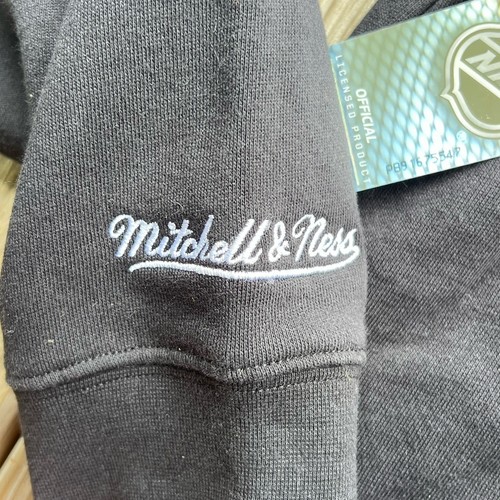 OFFICIAL
LICENSED PRODUCT
N
Mitchell & Ness